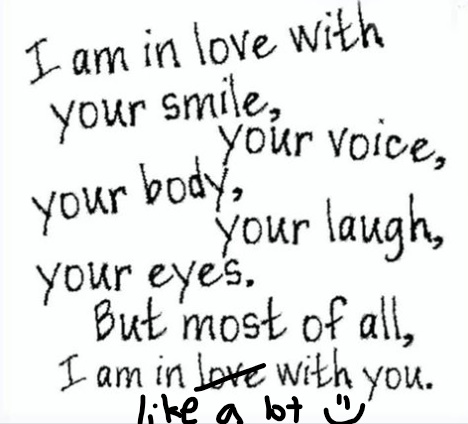 I am in love with
your smile,
your voice,
your body,
your laugh,
your eyes.
But most of all,
I am in love with you.
like a lot